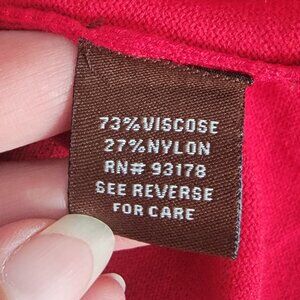 73%VISCOSE
27%NYLON
RN# 93178
SEE REVERSE
FOR CARE